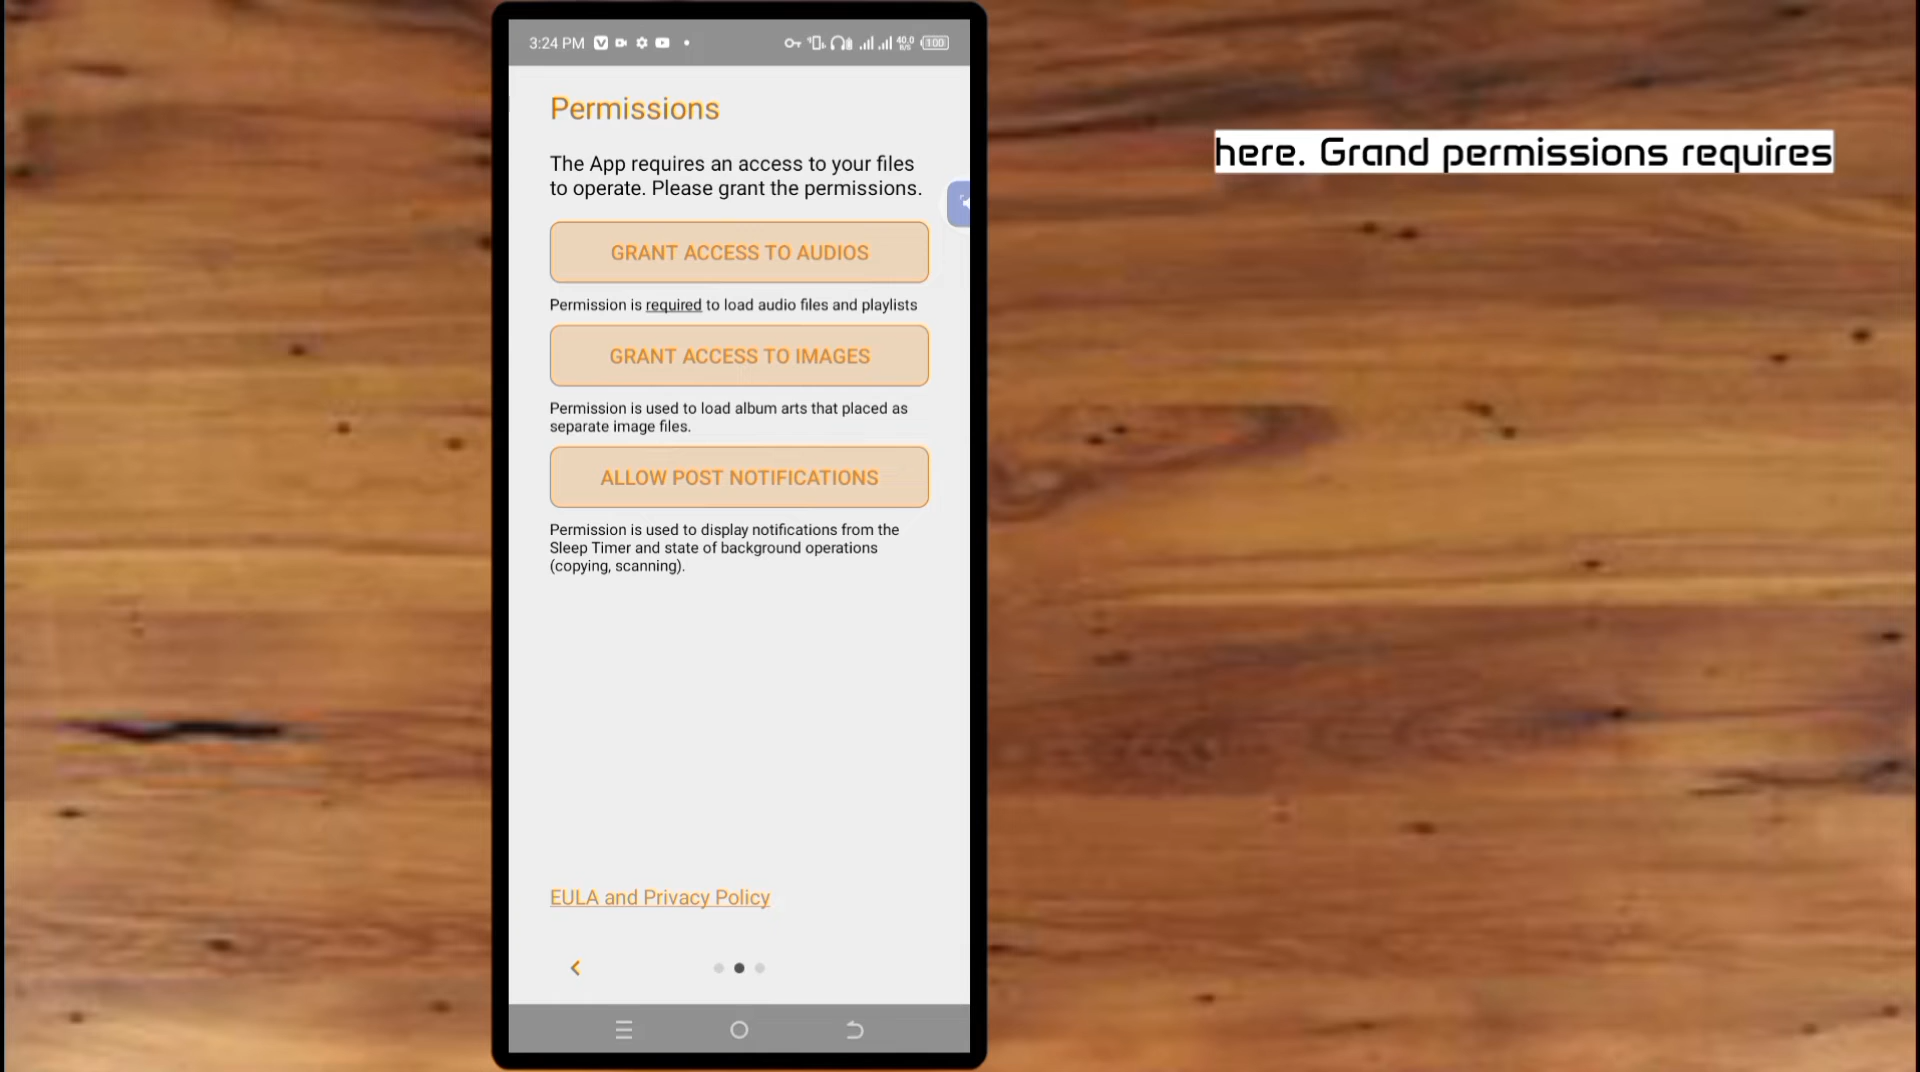 3:24 PM
40.0
100
Permissions
here. Grand permissions requires
The App requires an access to your files
to operate. Please grant the permissions.
GRANT ACCESS TO AUDIOS
Permission is required to load audio files and playlists
GRANT ACCESS TO IMAGES
Permission is used to load album arts that placed as
separate image files.
ALLOW POST NOTIFICATIONS
Permission is used to display notifications from the
Sleep Timer and state of background operations
(copying, scanning).
EULA and Privacy Policy